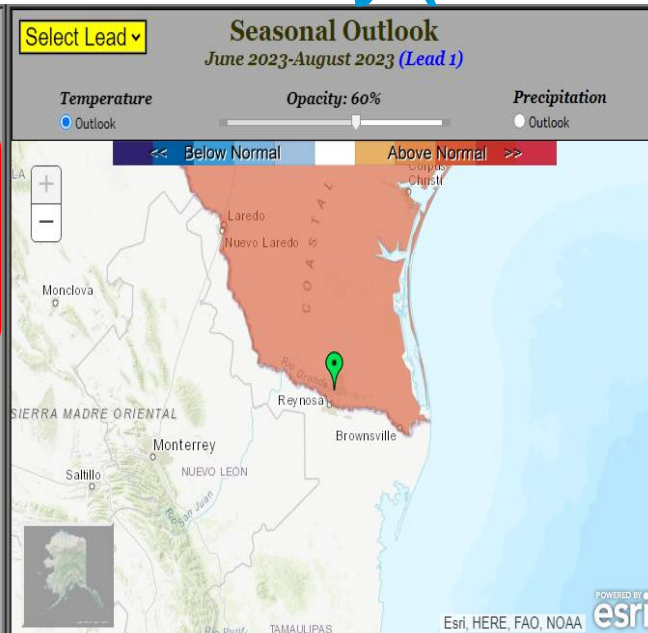 Select Lead
Seasonal Outlook
June 2023-August 2023 (Lead 1)
Temperature
Opacity: 60%
Precipitation
Outlook
Outlook
<< Below Normal
Above Normal >>
Christi
LA
+
−
Laredo
Nuevo Laredo
COASTAL
Monclova
Rio Grande
Reynosa
Brownsville
SIERRA MADRE ORIENTAL
Monterrey
NUEVO LEON
Saltillo
Rio San Juan
TAMAULIPAS
Esri, HERE, FAO, NOAA
POWERED BY
esri